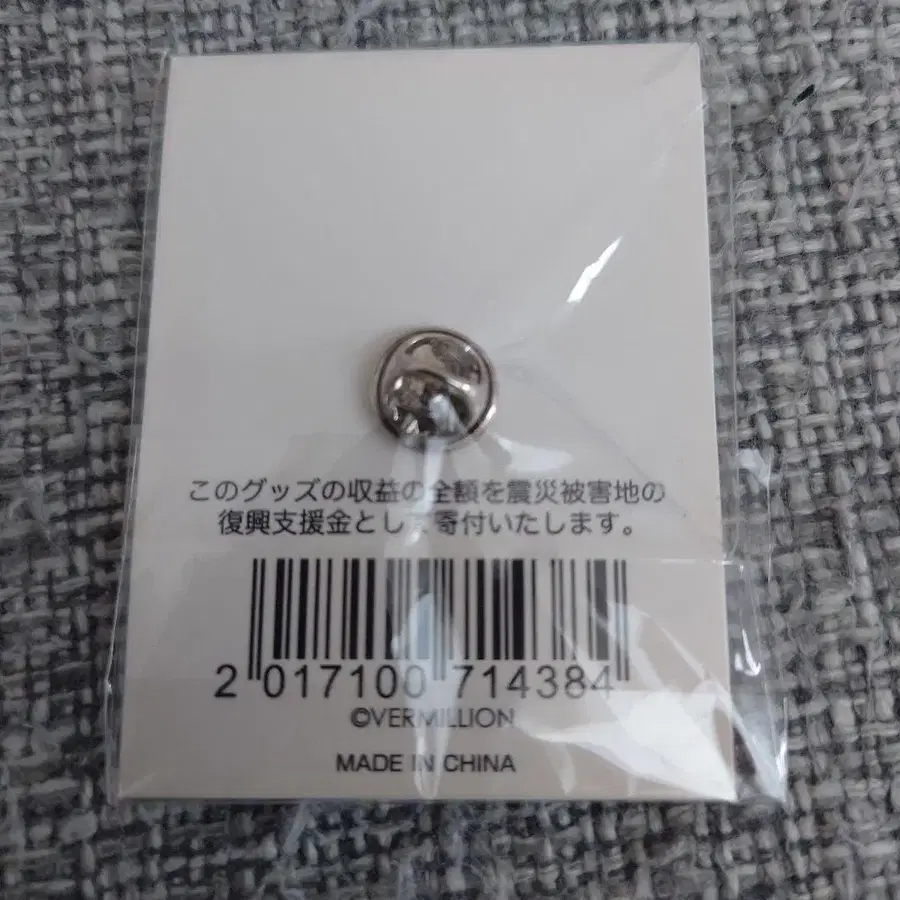 このグッズの収益の全額を震災被害地の
復興支援金として寄付いたします。
2 017100 714384
©VERMILLION
MADE IN CHINA